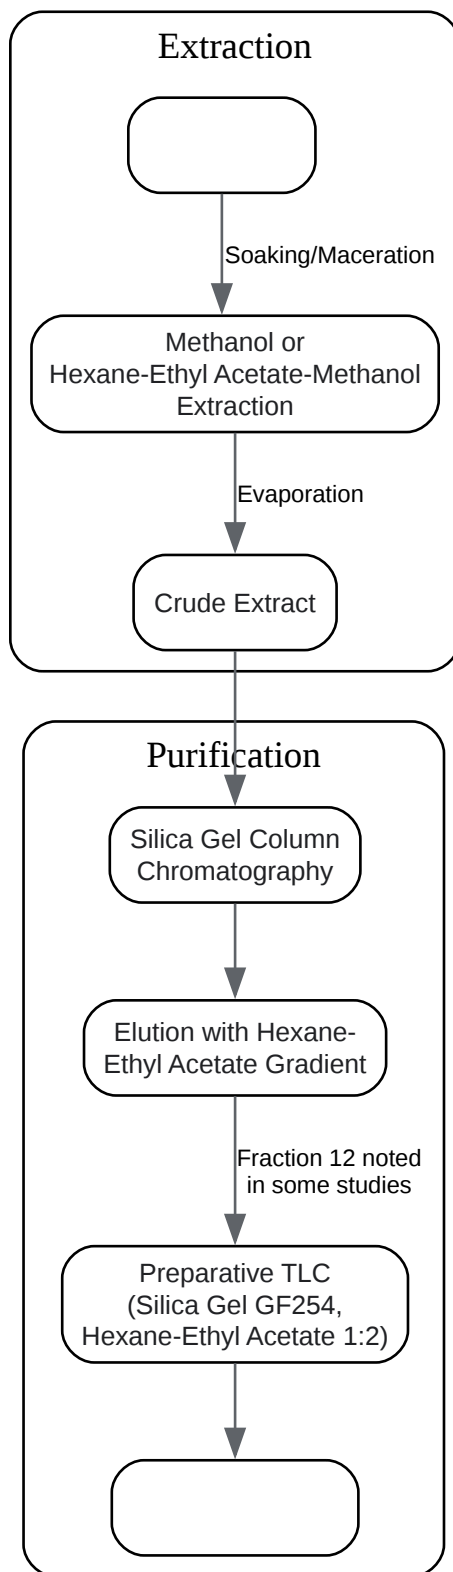 Extraction
Soaking/Maceration
Methanol or
Hexane-Ethyl Acetate-Methanol
Extraction
Evaporation
Crude Extract
Purification
Silica Gel Column
Chromatography
Elution with Hexane-
Ethyl Acetate Gradient
Fraction 12 noted
in some studies
Preparative TLC
(Silica Gel GF254,
Hexane-Ethyl Acetate 1:2)